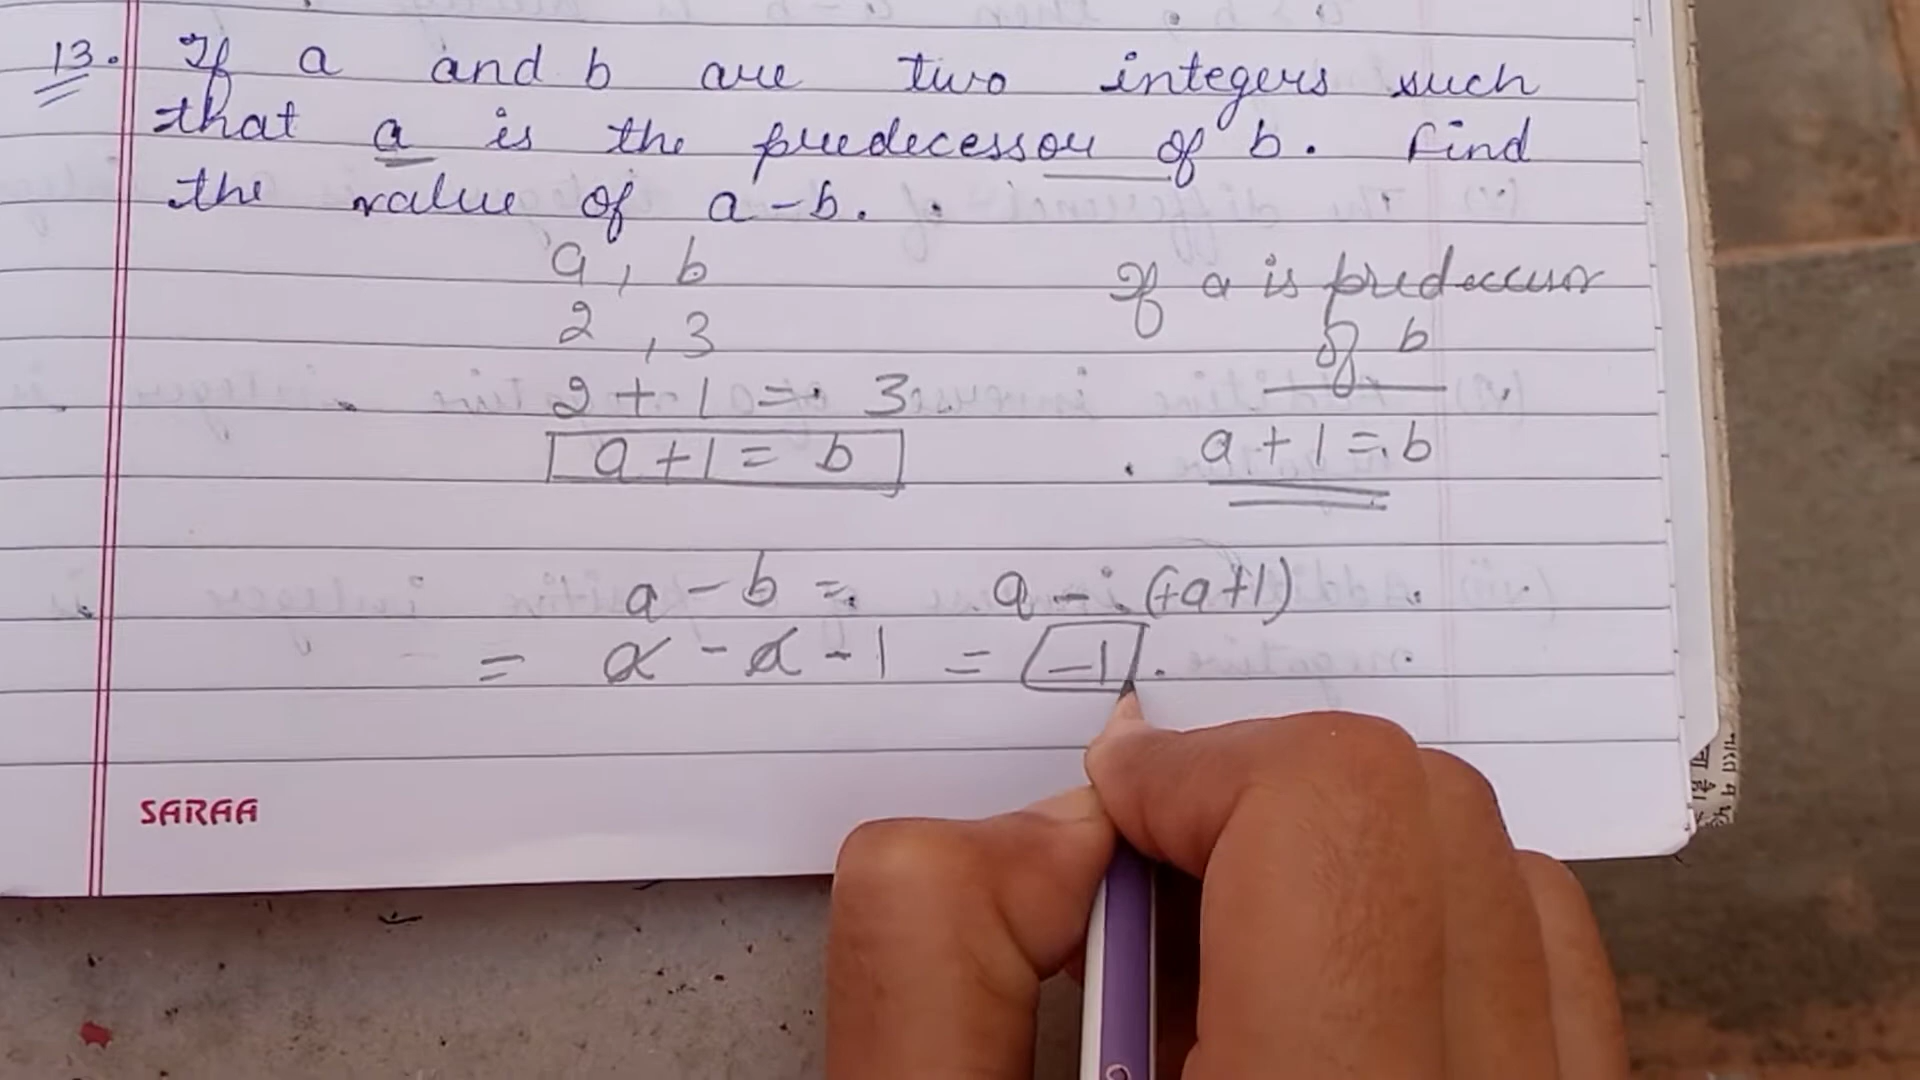 13. If a and b are two integers such
that a is the predecessor of b. Find
the value of a-b.
a, b
2, 3
2 + 1 = 3
a + 1 = b
If a is predeccusor
of b
a + 1 = b
a - b = a - (+a+1)
= a - a - 1 = -1.
SARAA